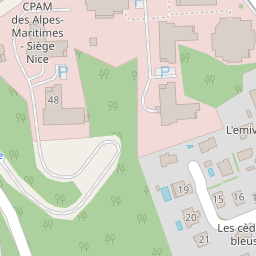 CPAM
des Alpes-
Maritimes
- Siège
Nice
P
P
48
L'emiv
19
15
16
20
21
Les cèd
bleus